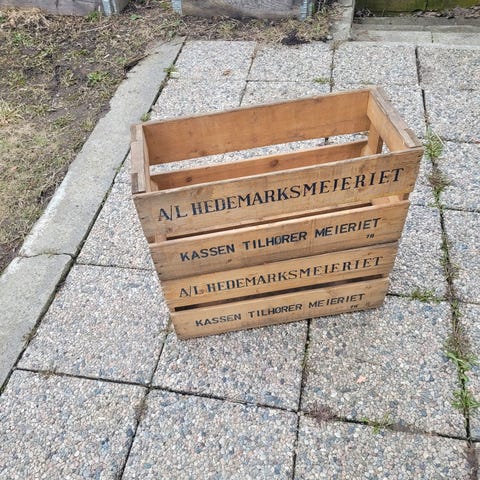 A/L HEDEMARKSMEIERIET
KASSEN TILHØRER MEIERIET
A/L HEDEMARKSMEIERIET
KASSEN TILHØRER MEIERIET